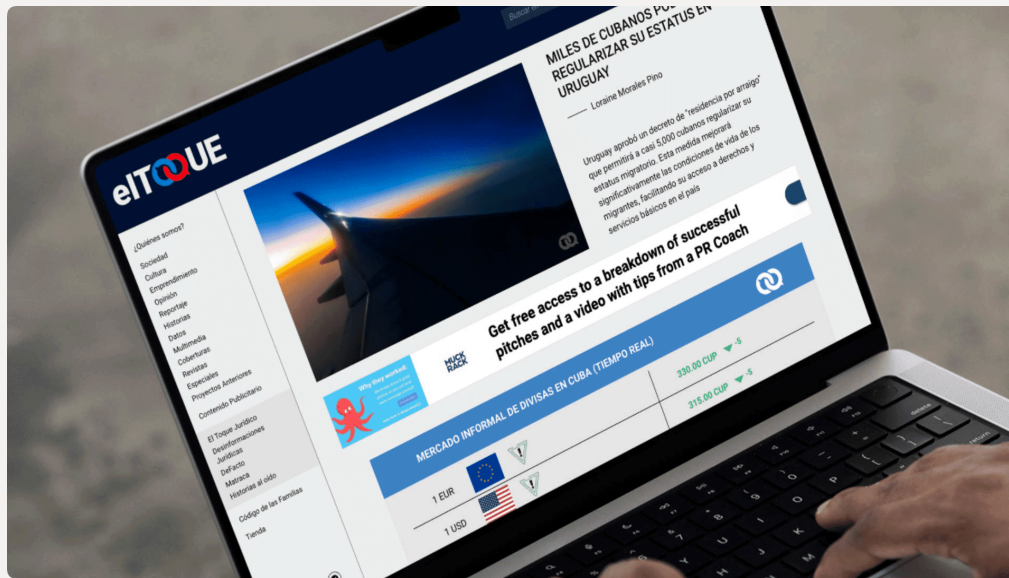 elTOQUE
Buscar
MILES DE CUBANOS
REGULARIZAR SU ESTATUS EN
URUGUAY
Loraine Morales Pino
Uruguay aprobó un decreto de "residencia por arraigo"
que permitirá a casi 5,000 cubanos regularizar su
estatus migratorio. Esta medida mejorará
significativamente las condiciones de vida de los
migrantes, facilitando su acceso a derechos y
servicios básicos en el país
¿Quiénes somos?
Sociedad
Cultura
Emprendimiento
Opinión
Reportaje
Historias
Datos
Multimedia
Coberturas
Revistas
Especiales
Proyectos Anteriores
Contenido Publicitario
El Toque Jurídico
Desinformaciones
Jurídicas
DeFacto
Matraca
Historias al oído
Código de las Familias
Tienda
Why they worked.
MUCK
RACK
Get free access to a breakdown of successful
pitches and a video with tips from a PR Coach
MERCADO INFORMAL DE DIVISAS EN CUBA (TIEMPO REAL)
1 EUR
330.00 CUP -5
1 USD
315.00 CUP -5
delete
return
O
P
U
I
J
K
N
M